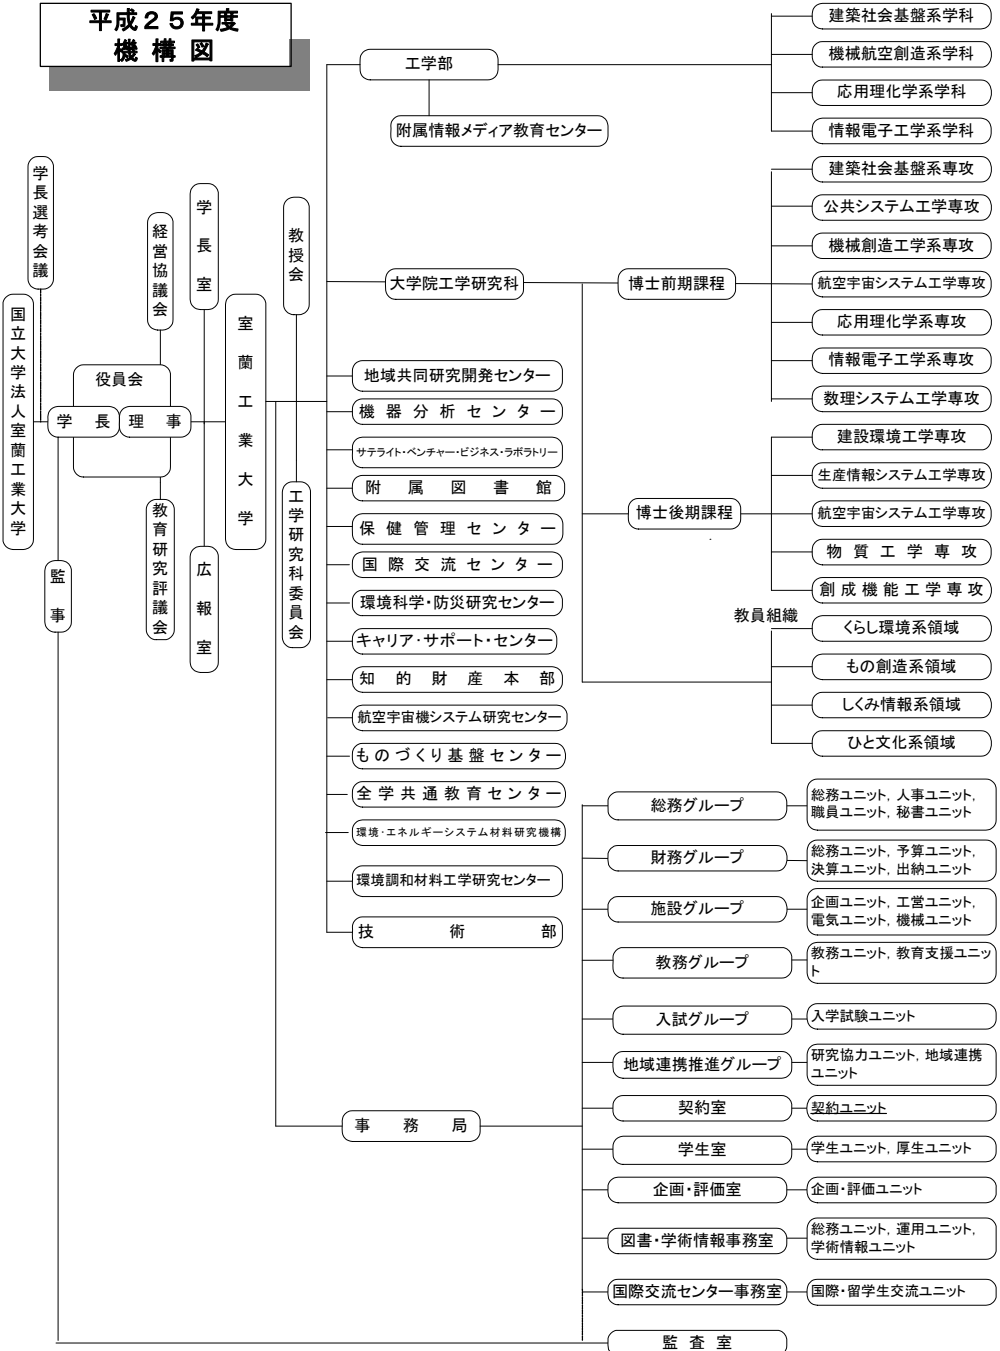 平成２５年度
機構図
国立大学法人室蘭工業大学
学長選考会議
学長
理事
役員会
経営協議会
教育研究評議会
監事
学長室
広報室
室蘭工業大学
教授会
工学研究科委員会
工学部
附属情報メディア教育センター
建築社会基盤系学科
機械航空創造系学科
応用理化学系学科
情報電子工学系学科
大学院工学研究科
博士前期課程
建築社会基盤系専攻
公共システム工学専攻
機械創造工学系専攻
航空宇宙システム工学専攻
応用理化学系専攻
情報電子工学系専攻
数理システム工学専攻
博士後期課程
建設環境工学専攻
生産情報システム工学専攻
航空宇宙システム工学専攻
物質工学専攻
創成機能工学専攻
教員組織
くらし環境系領域
もの創造系領域
しくみ情報系領域
ひと文化系領域
地域共同研究開発センター
機器分析センター
サテライト・ベンチャー・ビジネス・ラボラトリー
附属図書館
保健管理センター
国際交流センター
環境科学・防災研究センター
キャリア・サポート・センター
知的財産本部
航空宇宙機システム研究センター
ものづくり基盤センター
全学共通教育センター
環境・エネルギーシステム材料研究機構
環境調和材料工学研究センター
技術部
事務局
総務グループ
総務ユニット，人事ユニット，
職員ユニット，秘書ユニット
財務グループ
総務ユニット，予算ユニット，
決算ユニット，出納ユニット
施設グループ
企画ユニット，工営ユニット，
電気ユニット，機械ユニット
教務グループ
教務ユニット，教育支援ユニッ
ト
入試グループ
入学試験ユニット
地域連携推進グループ
研究協力ユニット，地域連携
ユニット
契約室
契約ユニット
学生室
学生ユニット，厚生ユニット
企画・評価室
企画・評価ユニット
図書・学術情報事務室
総務ユニット，運用ユニット，
学術情報ユニット
国際交流センター事務室
国際・留学生交流ユニット
監査室